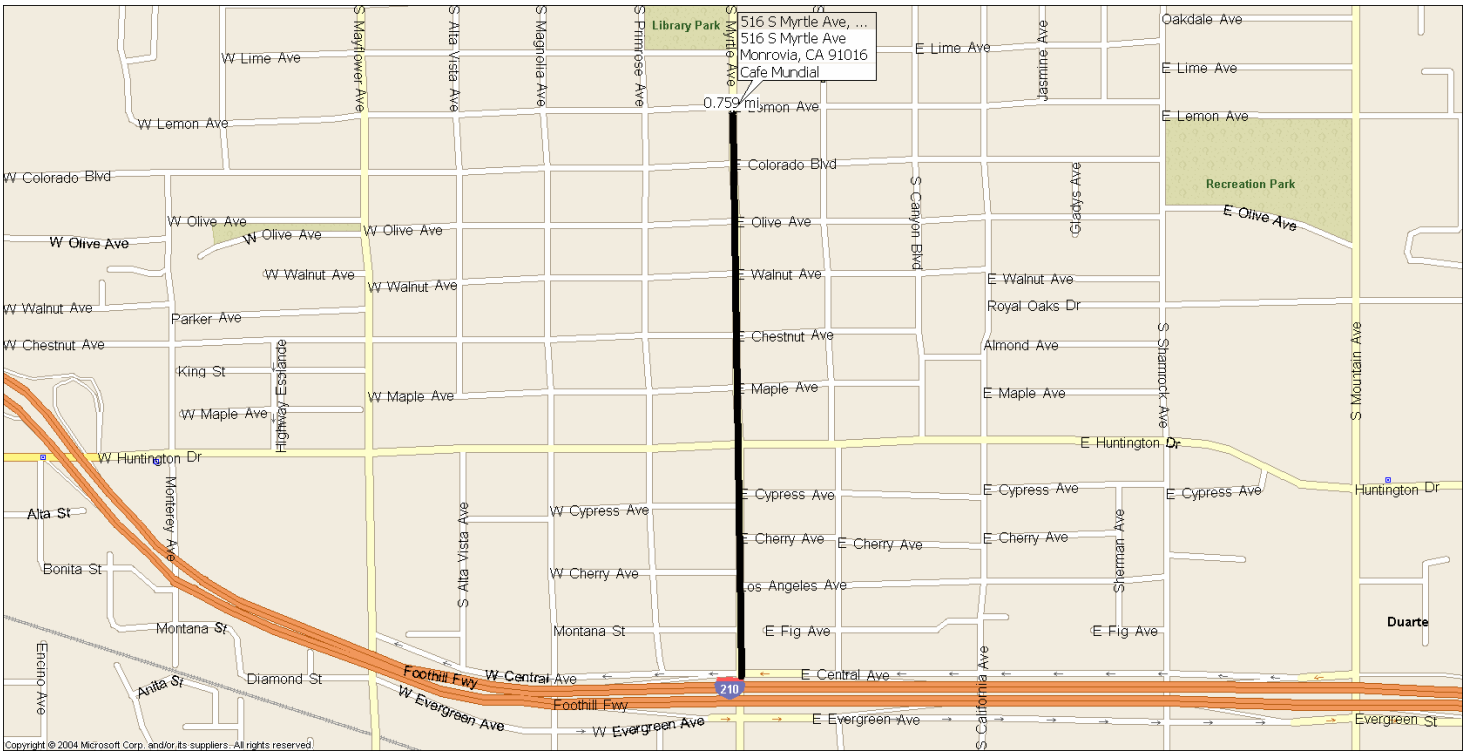 S Mayflower Ave
S Alta Vista Ave
S Magnolia Ave
S Primrose Ave
Library Park
S Myrtle Ave
516 S Myrtle Ave, ...
516 S Myrtle Ave
Monrovia, CA 91016
Cafe Mundial
0.759 mi
Oakdale Ave
W Lime Ave
E Lime Ave
Jasmine Ave
E Lime Ave
W Lemon Ave
emon Ave
E Lemon Ave
W Colorado Blvd
E Colorado Blvd
S Canyon Blvd
Gladys Ave
Recreation Park
W Olive Ave
W Olive Ave
W Olive Ave
W Olive Ave
E Olive Ave
E Olive Ave
W Walnut Ave
W Walnut Ave
E Walnut Ave
E Walnut Ave
W Walnut Ave
Parker Ave
Royal Oaks Dr
W Chestnut Ave
Highway Esplande
E Chestnut Ave
Almond Ave
S Shamrock Ave
S Mountain Ave
King St
W Maple Ave
W Maple Ave
E Maple Ave
E Maple Ave
W Huntington Dr
E Huntington Dr
Huntington Dr
Monterey Ave
Alta St
S Alta Vista Ave
W Cypress Ave
E Cypress Ave
E Cypress Ave
E Cypress Ave
E Cherry Ave
E Cherry Ave
E Cherry Ave
Sherman Ave
Bonita St
W Cherry Ave
Los Angeles Ave
Montana St
Montana St
E Fig Ave
E Fig Ave
Duarte
Encino Ave
Anita St
Diamond St
Foothill Fwy
W Central Ave
E Central Ave
S California Ave
210
W Evergreen Ave
Foothill Fwy
W Evergreen Ave
E Evergreen Ave
Evergreen St
Copyright © 2004 Microsoft Corp. and/or its suppliers. All rights reserved.